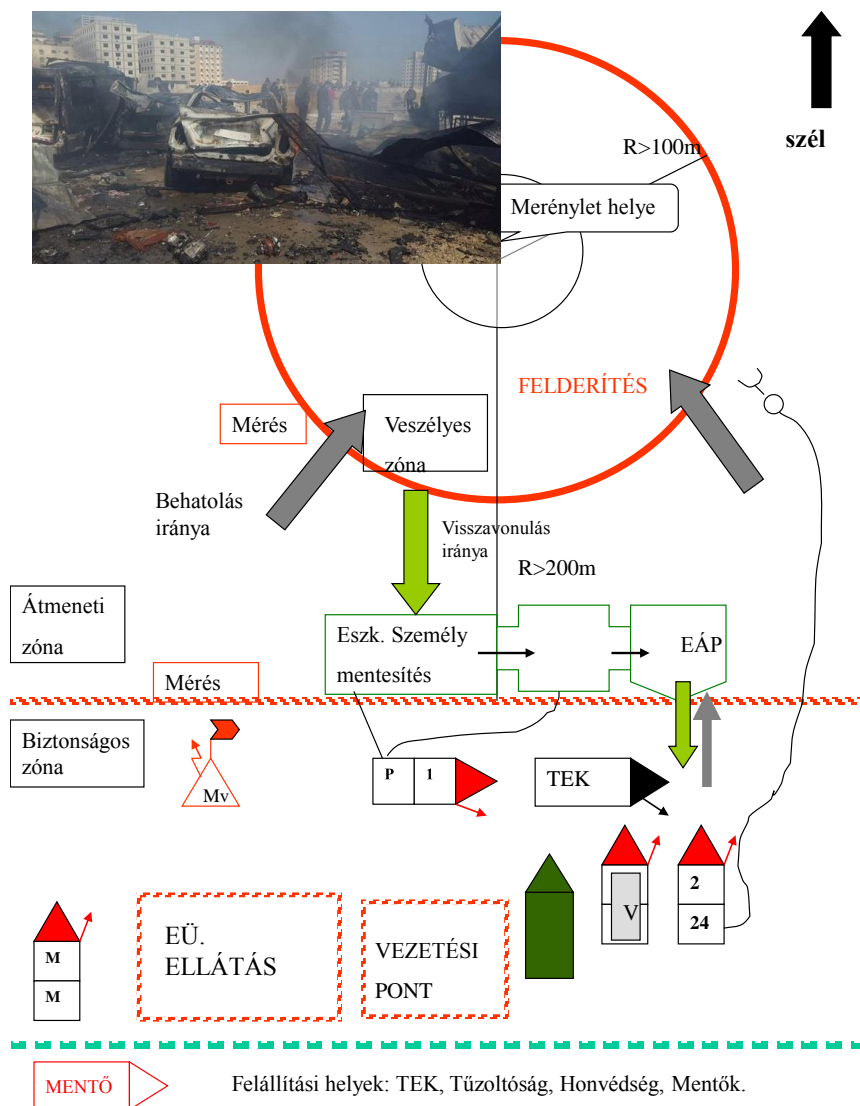 szél
R>100m
Merénylet helye
FELDERÍTÉS
Mérés
Veszélyes
zóna
Behatolás
iránya
Visszavonulás
iránya
R>200m
Átmeneti
zóna
Eszk. Személy
mentesítés
EÁP
Mérés
Biztonságos
zóna
Mv
P 1
TEK
V
2
24
M
M
EÜ.
ELLÁTÁS
VEZETÉSI
PONT
MENTŐ
Felállítási helyek: TEK, Tűzoltóság, Honvédség, Mentők.